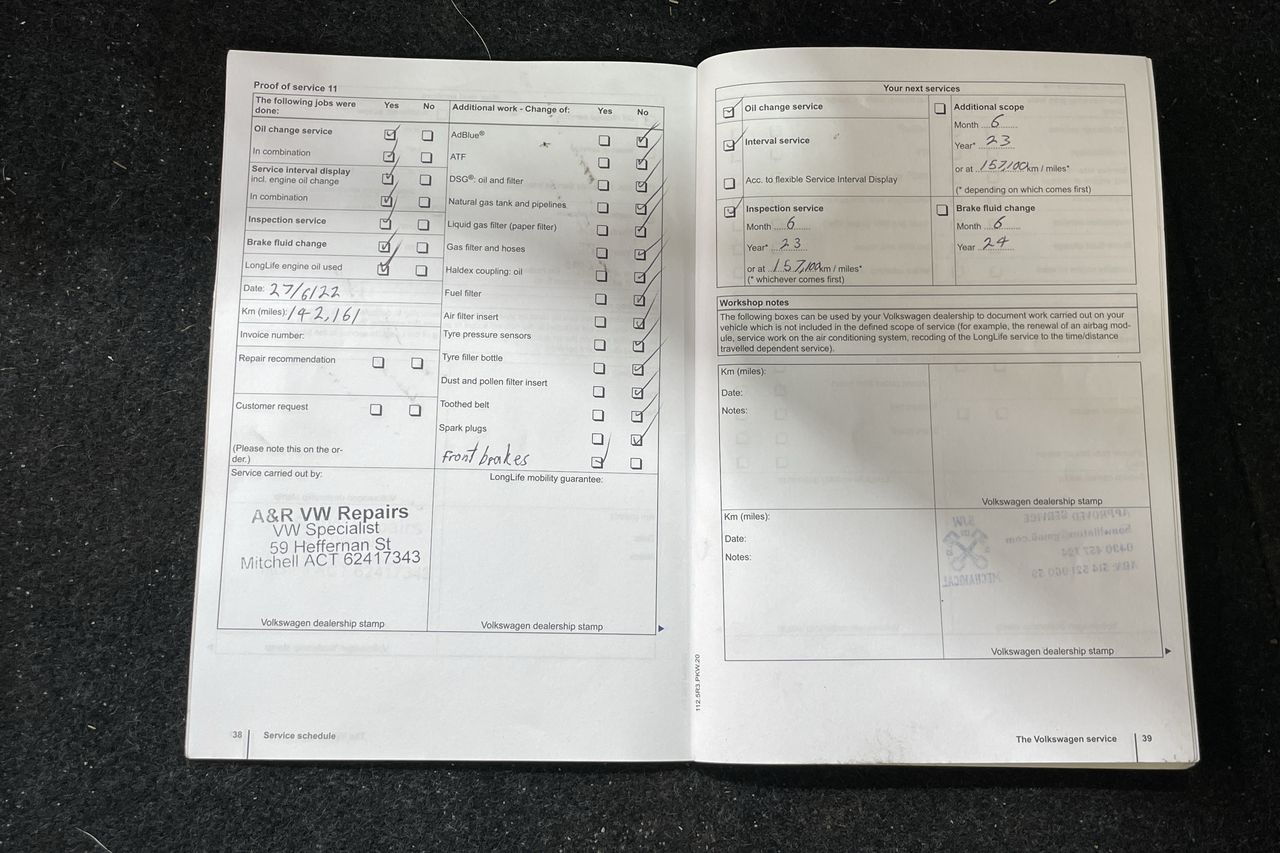 Proof of service 11
The following jobs were done: Yes No
Oil change service
In combination
Service interval display
incl. engine oil change
In combination
Inspection service
Brake fluid change
LongLife engine oil used
Date: 27/6/22
Km (miles): 142,161
Invoice number:
Repair recommendation
Customer request
(Please note this on the or-
der.)
Additional work - Change of: Yes No
AdBlue®
ATF
DSG®: oil and filter
Natural gas tank and pipelines
Liquid gas filter (paper filter)
Gas filter and hoses
Haldex coupling: oil
Fuel filter
Air filter insert
Tyre pressure sensors
Tyre filler bottle
Dust and pollen filter insert
Toothed belt
Spark plugs
Front brakes
Service carried out by:
A&R VW Repairs
VW Specialist
59 Heffernan St
Mitchell ACT 62417343
Volkswagen dealership stamp
LongLife mobility guarantee:
Volkswagen dealership stamp
38 Service schedule
Your next services
Oil change service
Interval service
Acc. to flexible Service Interval Display
Additional scope
Month 6
Year* 23
or at 157,100 km / miles*
(* depending on which comes first)
Inspection service
Month 6
Year* 23
or at 157,100 km / miles*
(* whichever comes first)
Brake fluid change
Month 6
Year 24
Workshop notes
The following boxes can be used by your Volkswagen dealership to document work carried out on your
vehicle which is not included in the defined scope of service (for example, the renewal of an airbag mod-
ule, service work on the air conditioning system, recoding of the LongLife service to the time/distance
travelled dependent service).
Km (miles):
Date:
Notes:
Volkswagen dealership stamp
Km (miles):
Date:
Notes:
Volkswagen dealership stamp
112.5R3.PKW.20
The Volkswagen service 39